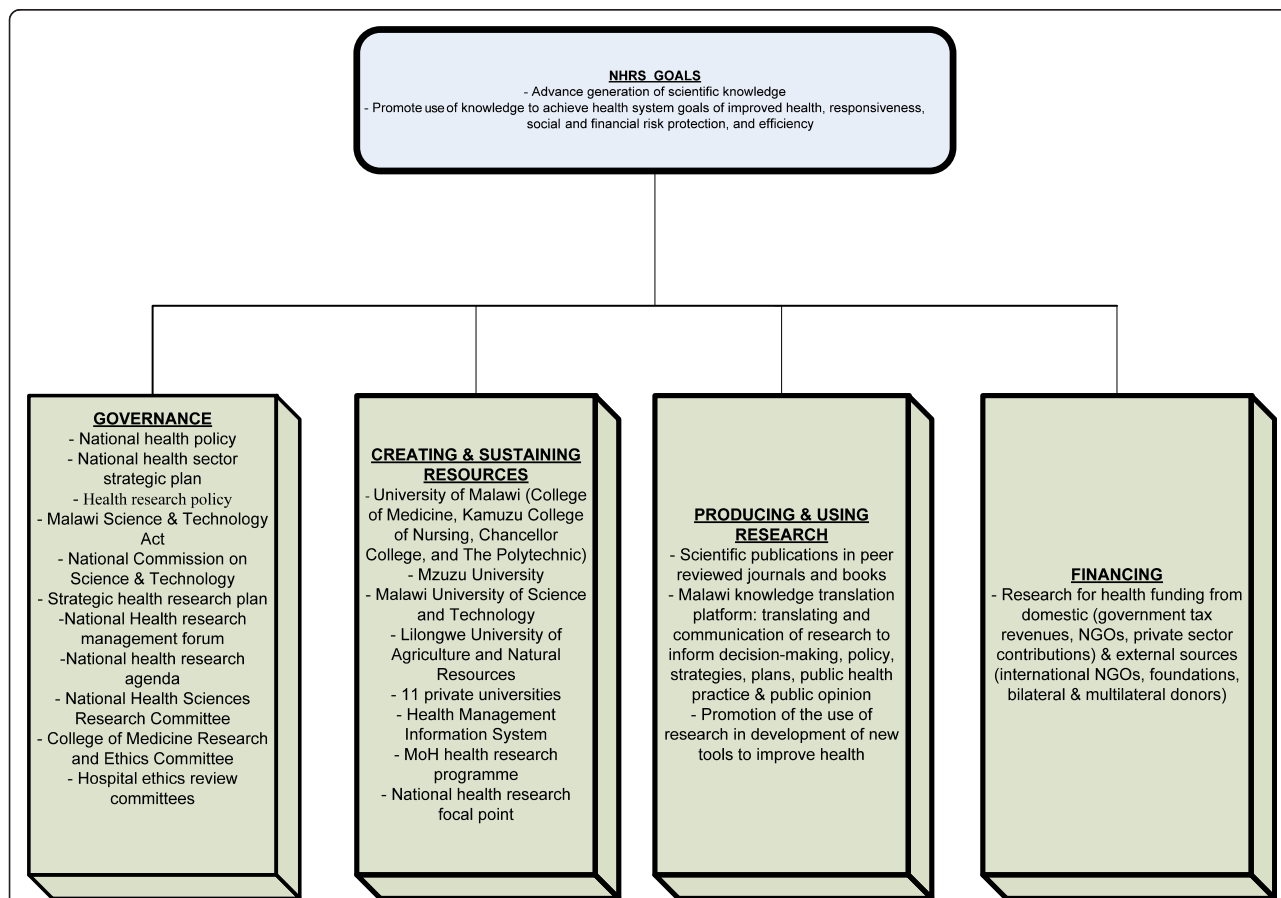 NHRS GOALS
- Advance generation of scientific knowledge
- Promote use of knowledge to achieve health system goals of improved health, responsiveness,
social and financial risk protection, and efficiency
GOVERNANCE
- National health policy
- National health sector
strategic plan
- Health research policy
- Malawi Science & Technology
Act
- National Commission on
Science & Technology
- Strategic health research plan
-National Health research
management forum
-National health research
agenda
- National Health Sciences
Research Committee
- College of Medicine Research
and Ethics Committee
- Hospital ethics review
committees
CREATING & SUSTAINING
RESOURCES
- University of Malawi (College
of Medicine, Kamuzu College
of Nursing, Chancellor
College, and The Polytechnic)
- Mzuzu University
- Malawi University of Science
and Technology
- Lilongwe University of
Agriculture and Natural
Resources
- 11 private universities
- Health Management
Information System
- MoH health research
programme
- National health research
focal point
PRODUCING & USING
RESEARCH
- Scientific publications in peer
reviewed journals and books
- Malawi knowledge translation
platform: translating and
communication of research to
inform decision-making, policy,
strategies, plans, public health
practice & public opinion
- Promotion of the use of
research in development of new
tools to improve health
FINANCING
- Research for health funding from
domestic (government tax
revenues, NGOs, private sector
contributions) & external sources
(international NGOs, foundations,
bilateral & multilateral donors)